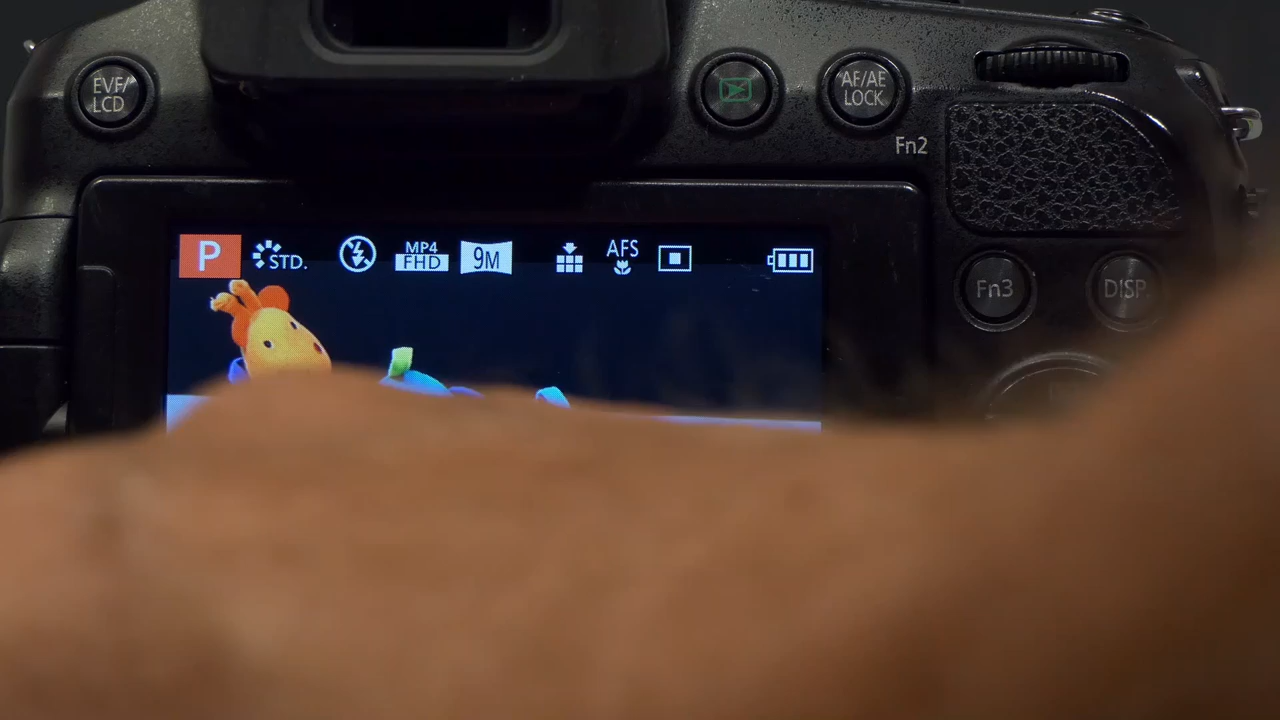 EVF/
LCD
AF/AE
LOCK
Fn2
P
STD.
MP4
FHD
9M
AFS
Fn3
DISP.